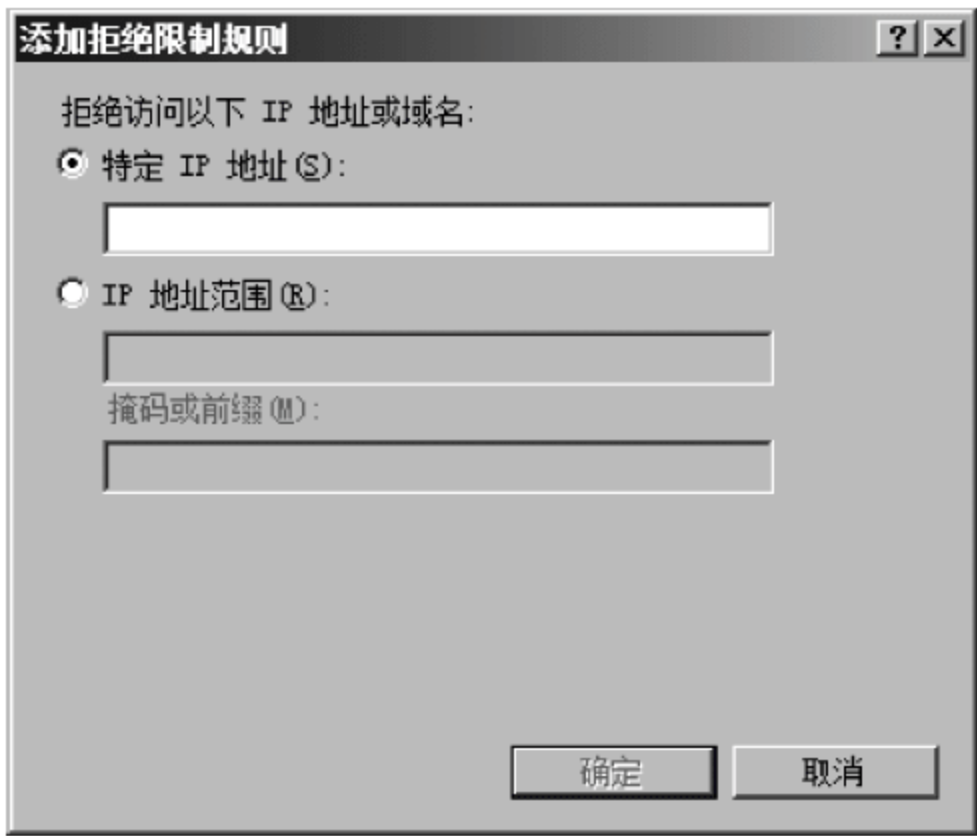 添加拒绝限制规则
拒绝访问以下 IP 地址或域名:
特定 IP 地址(S):
IP 地址范围(R):
掩码或前缀(M):
确定 取消